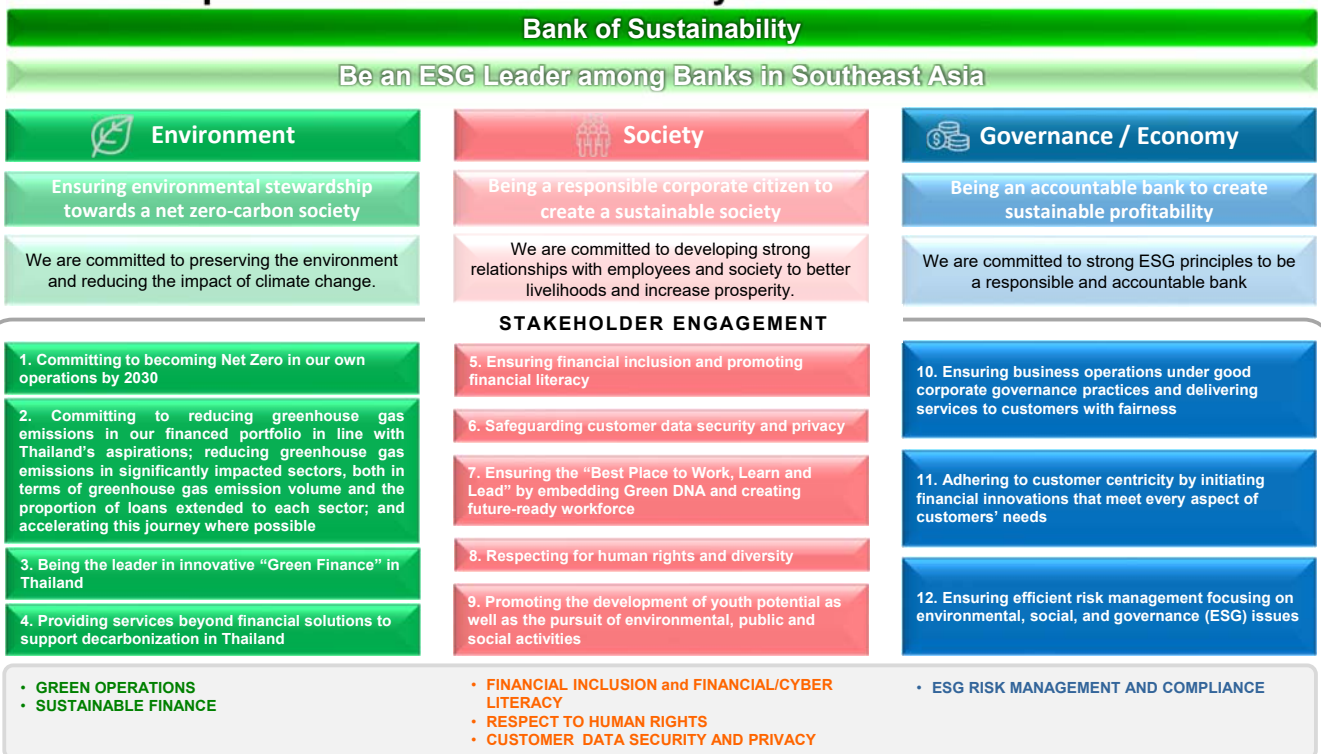 Bank of Sustainability
Be an ESG Leader among Banks in Southeast Asia
Environment
Ensuring environmental stewardship
towards a net zero-carbon society
We are committed to preserving the environment
and reducing the impact of climate change.
Society
Being a responsible corporate citizen to
create a sustainable society
We are committed to developing strong
relationships with employees and society to better
livelihoods and increase prosperity.
Governance / Economy
Being an accountable bank to create
sustainable profitability
We are committed to strong ESG principles to be
a responsible and accountable bank
STAKEHOLDER ENGAGEMENT
1. Committing to becoming Net Zero in our own
operations by 2030
2. Committing to reducing greenhouse gas
emissions in our financed portfolio in line with
Thailand's aspirations; reducing greenhouse gas
emissions in significantly impacted sectors, both in
terms of greenhouse gas emission volume and the
proportion of loans extended to each sector; and
accelerating this journey where possible
3. Being the leader in innovative “Green Finance” in
Thailand
4. Providing services beyond financial solutions to
support decarbonization in Thailand
5. Ensuring financial inclusion and promoting
financial literacy
6. Safeguarding customer data security and privacy
7. Ensuring the “Best Place to Work, Learn and
Lead” by embedding Green DNA and creating
future-ready workforce
8. Respecting for human rights and diversity
9. Promoting the development of youth potential as
well as the pursuit of environmental, public and
social activities
10. Ensuring business operations under good
corporate governance practices and delivering
services to customers with fairness
11. Adhering to customer centricity by initiating
financial innovations that meet every aspect of
customers' needs
12. Ensuring efficient risk management focusing on
environmental, social, and governance (ESG) issues
• GREEN OPERATIONS
• SUSTAINABLE FINANCE
• FINANCIAL INCLUSION and FINANCIAL/CYBER
LITERACY
• RESPECT TO HUMAN RIGHTS
• CUSTOMER DATA SECURITY AND PRIVACY
• ESG RISK MANAGEMENT AND COMPLIANCE